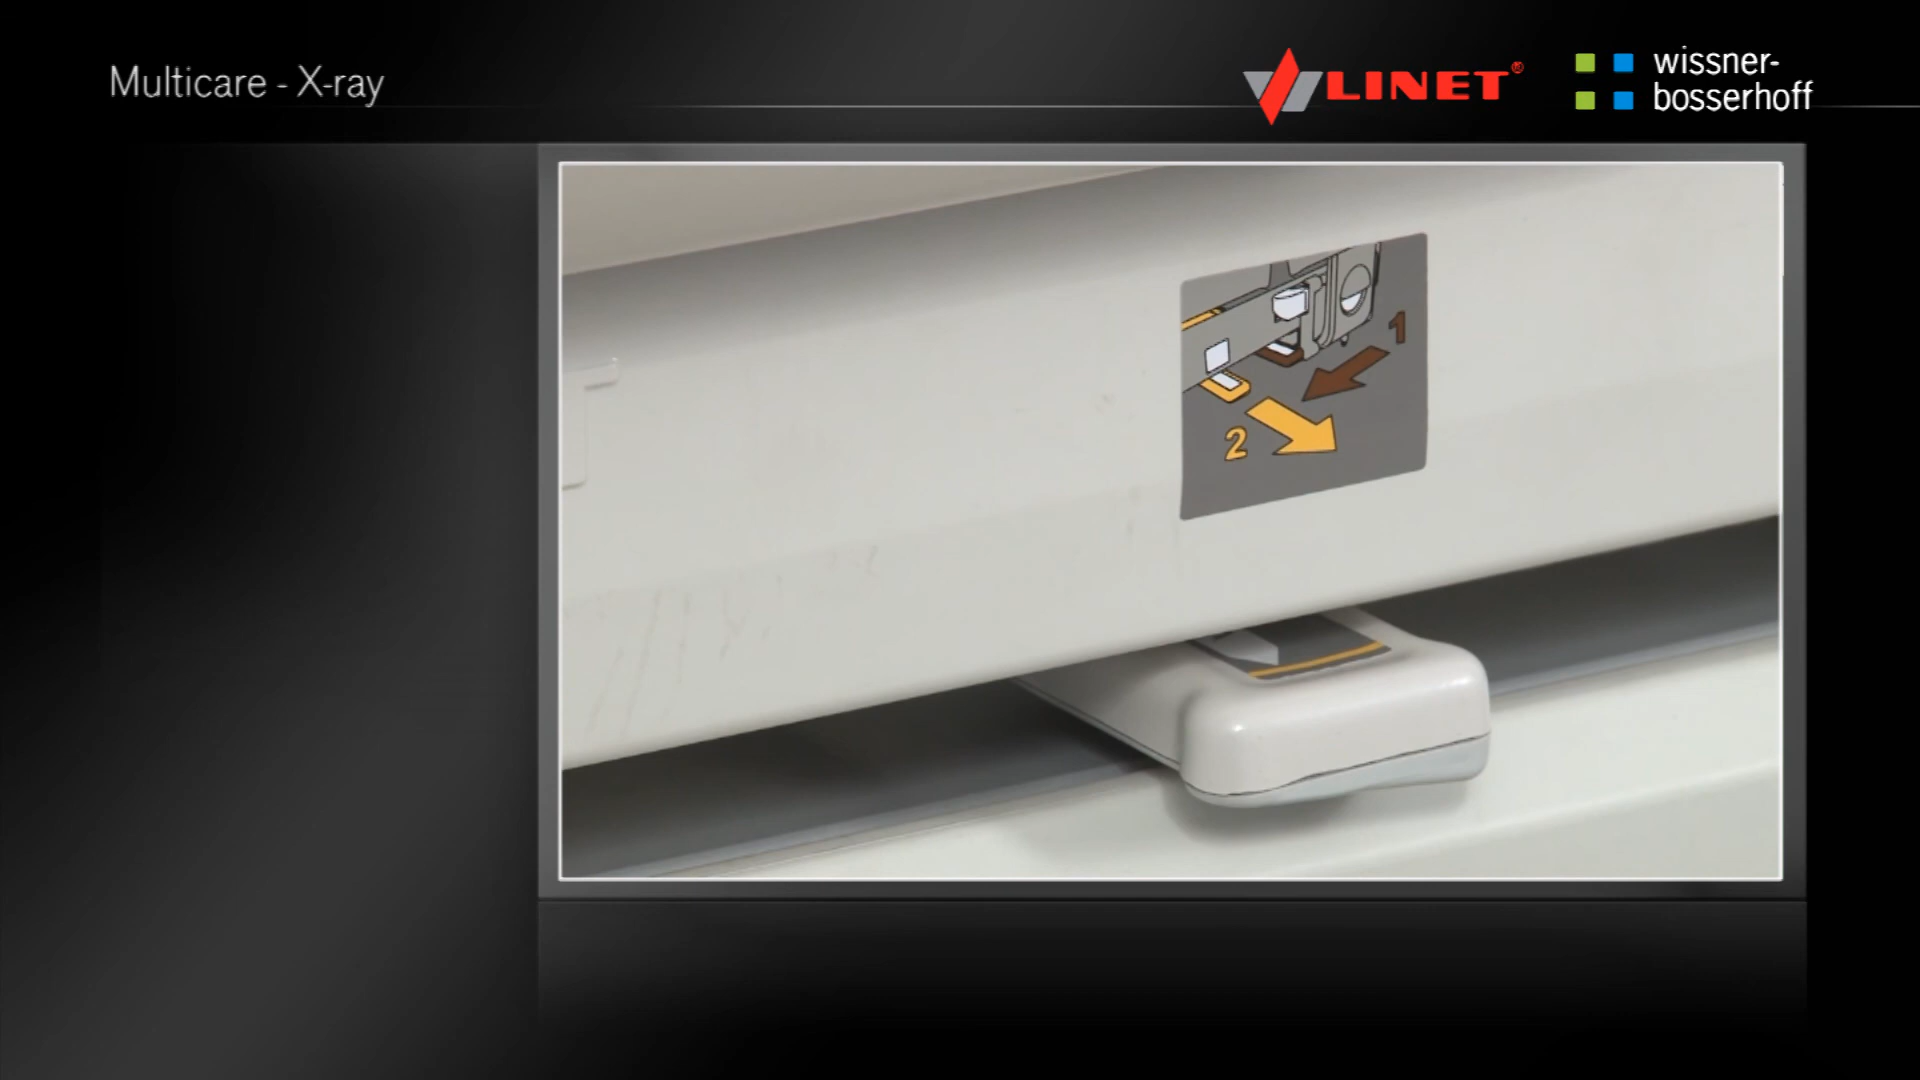 Multicare - X-ray
LINET®
wissner-
bosserhoff
1
2